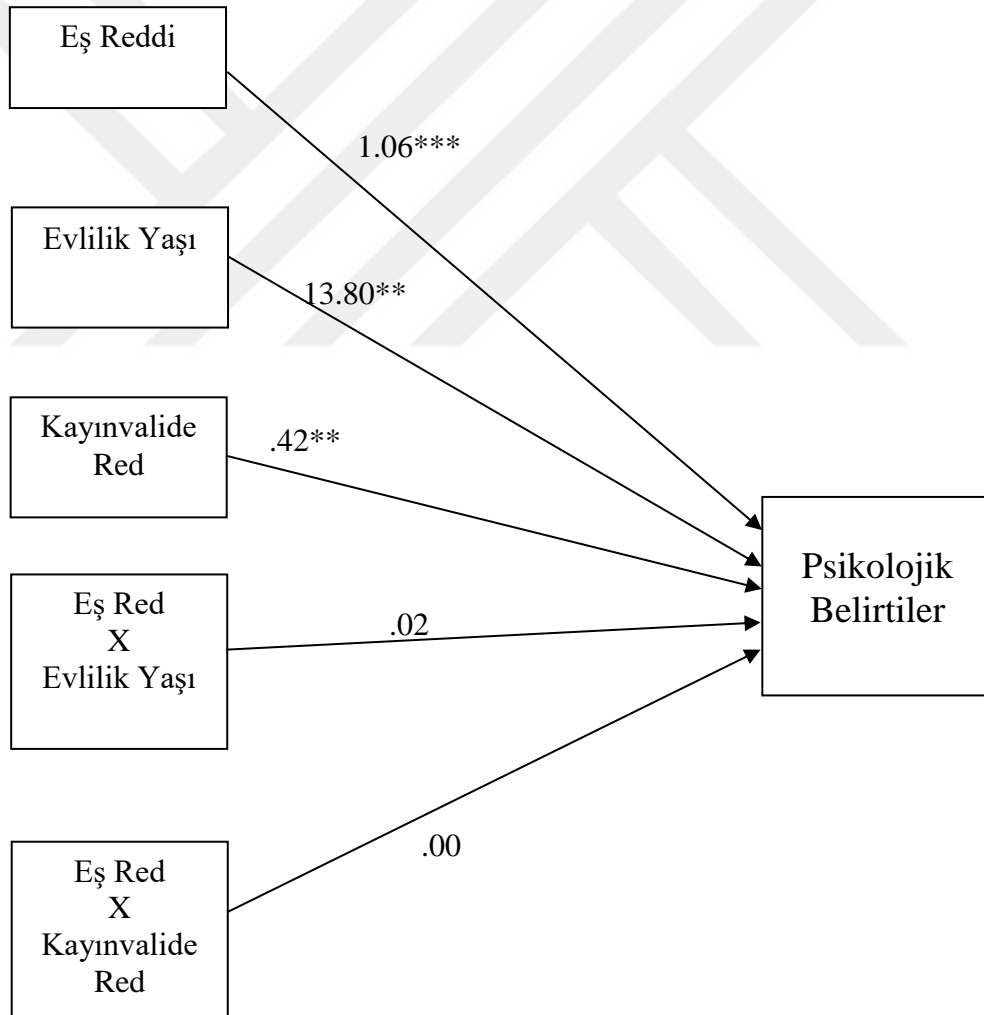 Eş Reddi
1.06***
Evlilik Yaşı
13.80**
Kayınvalide
Red
.42**
Psikolojik
Belirtiler
Eş Red
X
Evlilik Yaşı
.02
Eş Red
X
Kayınvalide
Red
.00